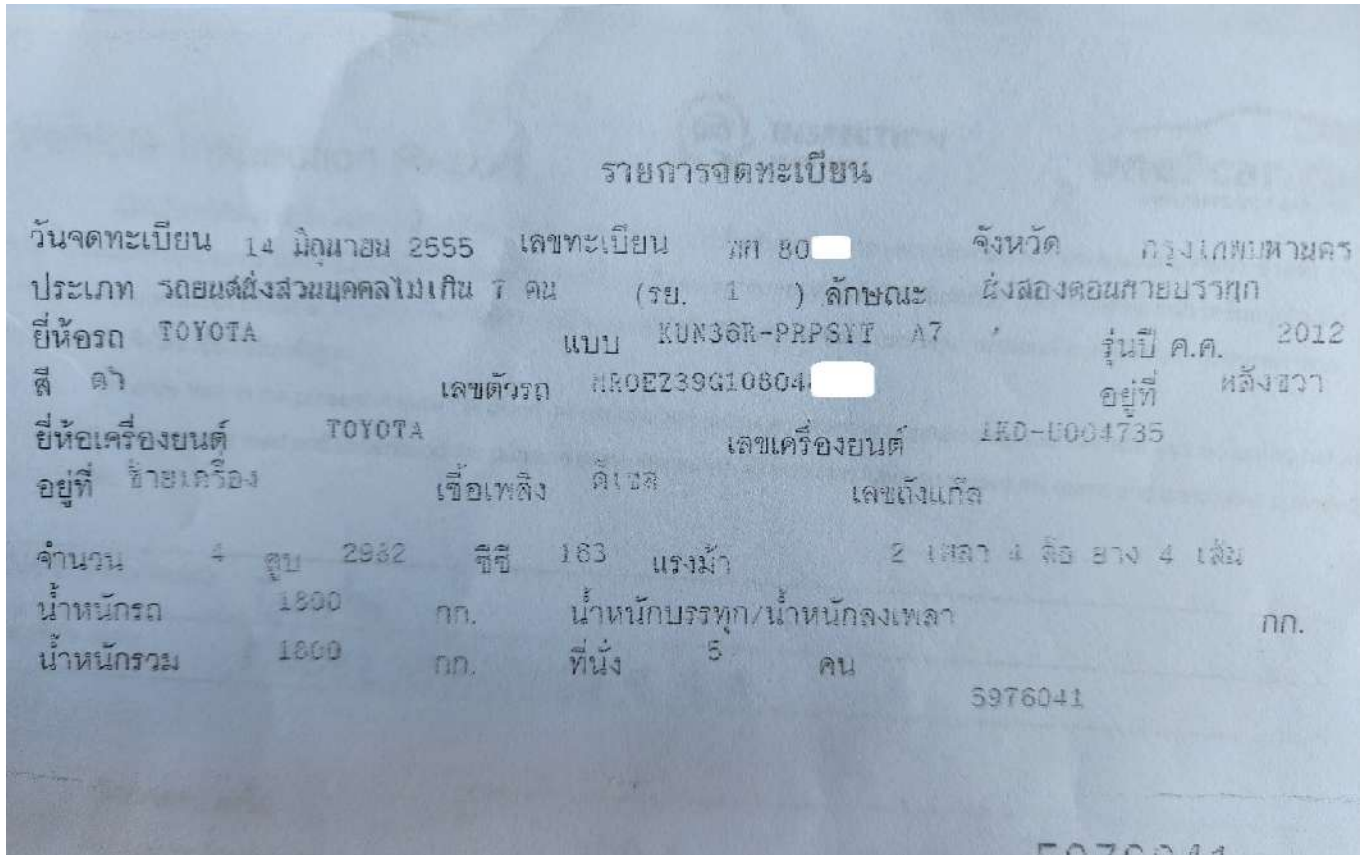 รายการจดทะเบียน
วันจดทะเบียน 14 มิถุนายน 2555 เลขทะเบียน 80 จังหวัด กรุงเทพมหานคร
ประเภท รถยนต์นั่งส่วนบุคคลไม่เกิน 7 คน (รย. 1 ) ลักษณะ นั่งสองตอนท้ายบรรทุก
ยี่ห้อรถ TOYOTA แบบ KUN36R-PRPSYT A7 รุ่นปี ค.ศ. 2012
สี ดำ เลขตัวรถ MR0EZ39G10604 อยู่ที่
ยี่ห้อเครื่องยนต์ TOYOTA เลขเครื่องยนต์ 1KD-U004735
อยู่ที่ ซ้ายเครื่อง เชื้อเพลิง ดีเซล เลขถังแก๊ส
จำนวน 4 สูบ 2982 ซีซี 163 แรงม้า 2 เพลา 4 ล้อ ยาง 4 เส้น
น้ำหนักรถ 1800 กก. น้ำหนักบรรทุก/น้ำหนักลงเพลา กก.
น้ำหนักรวม 1800 กก. ที่นั่ง 5 คน
5976041